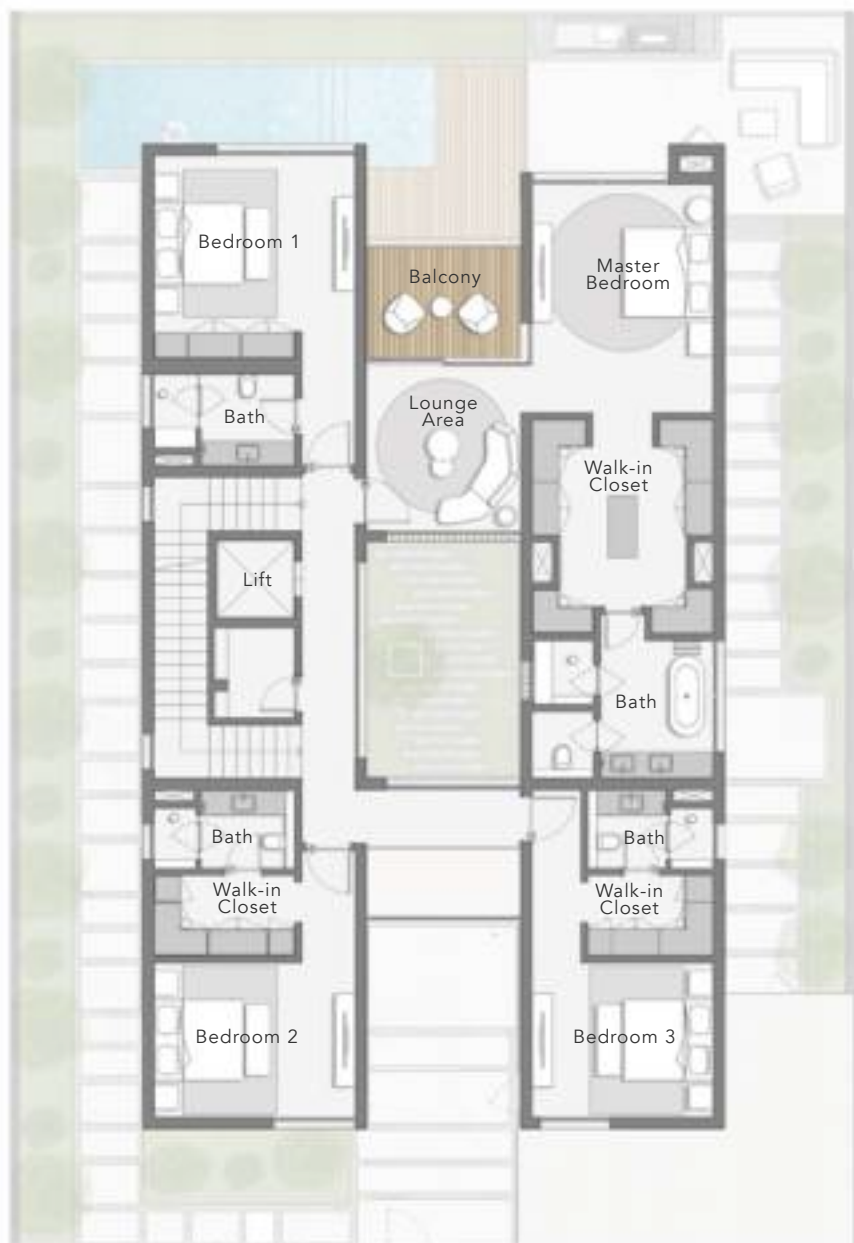 Bedroom 1
Balcony
Master
Bedroom
Bath
Lounge
Area
Walk-in
Closet
Lift
Bath
Bath
Bath
Walk-in
Closet
Walk-in
Closet
Bedroom 2
Bedroom 3